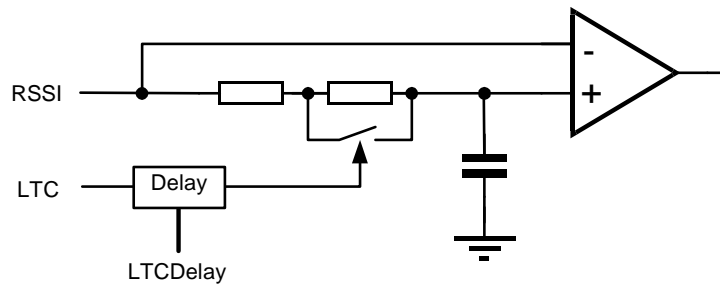 -
RSSI
+
LTC
Delay
LTCDelay